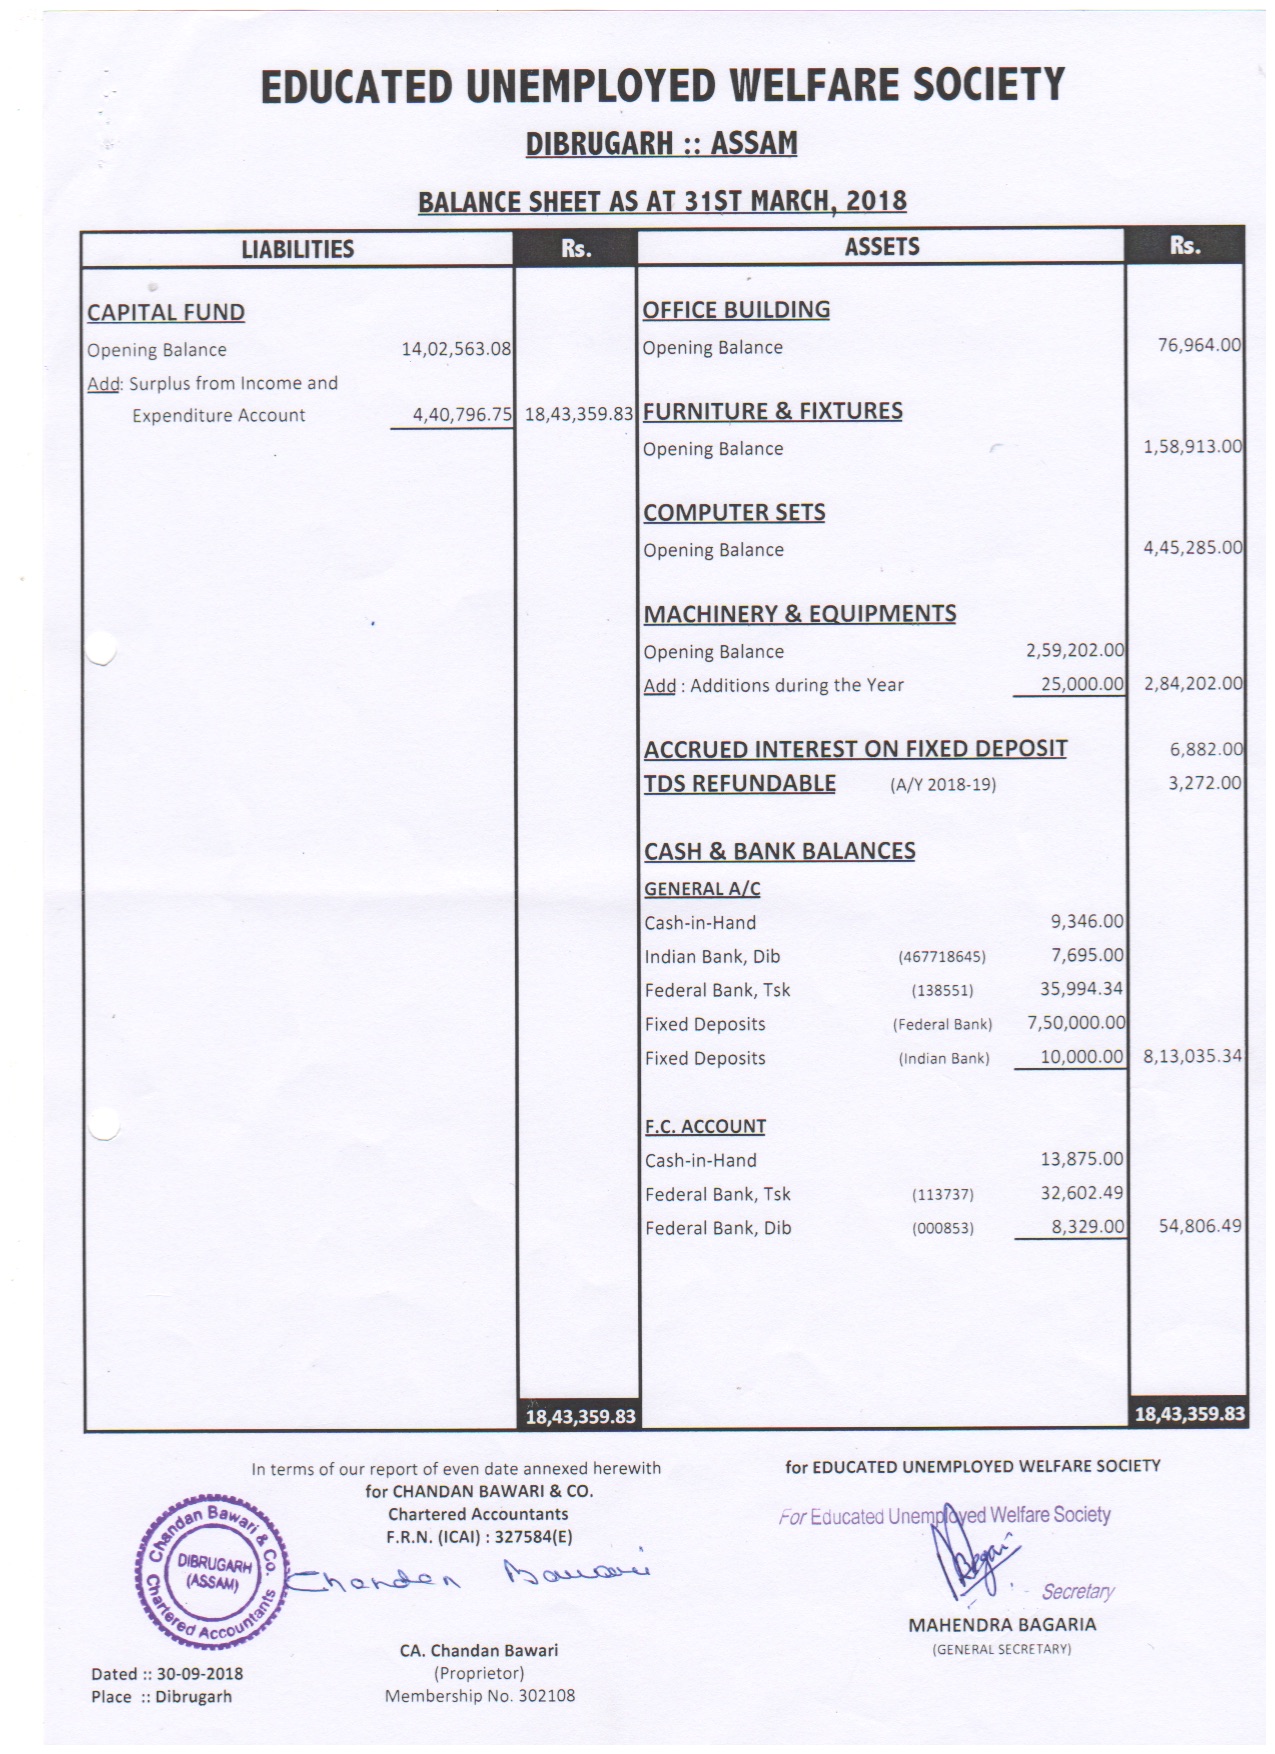 EDUCATED UNEMPLOYED WELFARE SOCIETY
DIBRUGARH :: ASSAM
BALANCE SHEET AS AT 31ST MARCH, 2018
LIABILITIES Rs. ASSETS Rs.
CAPITAL FUND OFFICE BUILDING
Opening Balance 14,02,563.08 Opening Balance 76,964.00
Add: Surplus from Income and
Expenditure Account 4,40,796.75 18,43,359.83 FURNITURE & FIXTURES
Opening Balance 1,58,913.00
COMPUTER SETS
Opening Balance 4,45,285.00
MACHINERY & EQUIPMENTS
Opening Balance 2,59,202.00
Add : Additions during the Year 25,000.00 2,84,202.00
ACCRUED INTEREST ON FIXED DEPOSIT 6,882.00
TDS REFUNDABLE (A/Y 2018-19) 3,272.00
CASH & BANK BALANCES
GENERAL A/C
Cash-in-Hand 9,346.00
Indian Bank, Dib (467718645) 7,695.00
Federal Bank, Tsk (138551) 35,994.34
Fixed Deposits (Federal Bank) 7,50,000.00
Fixed Deposits (Indian Bank) 10,000.00 8,13,035.34
F.C. ACCOUNT
Cash-in-Hand 13,875.00
Federal Bank, Tsk (113737) 32,602.49
Federal Bank, Dib (000853) 8,329.00 54,806.49
18,43,359.83 18,43,359.83
In terms of our report of even date annexed herewith
for CHANDAN BAWARI & CO.
Chartered Accountants
F.R.N. (ICAI) : 327584(E)
Chandan Bawari & Co.
DIBRUGARH
(ASSAM)
Chartered Accountants
Chandan Bawari
CA. Chandan Bawari
(Proprietor)
Membership No. 302108
Dated :: 30-09-2018
Place :: Dibrugarh
for EDUCATED UNEMPLOYED WELFARE SOCIETY
For Educated Unemployed Welfare Society
Secretary
MAHENDRA BAGARIA
(GENERAL SECRETARY)